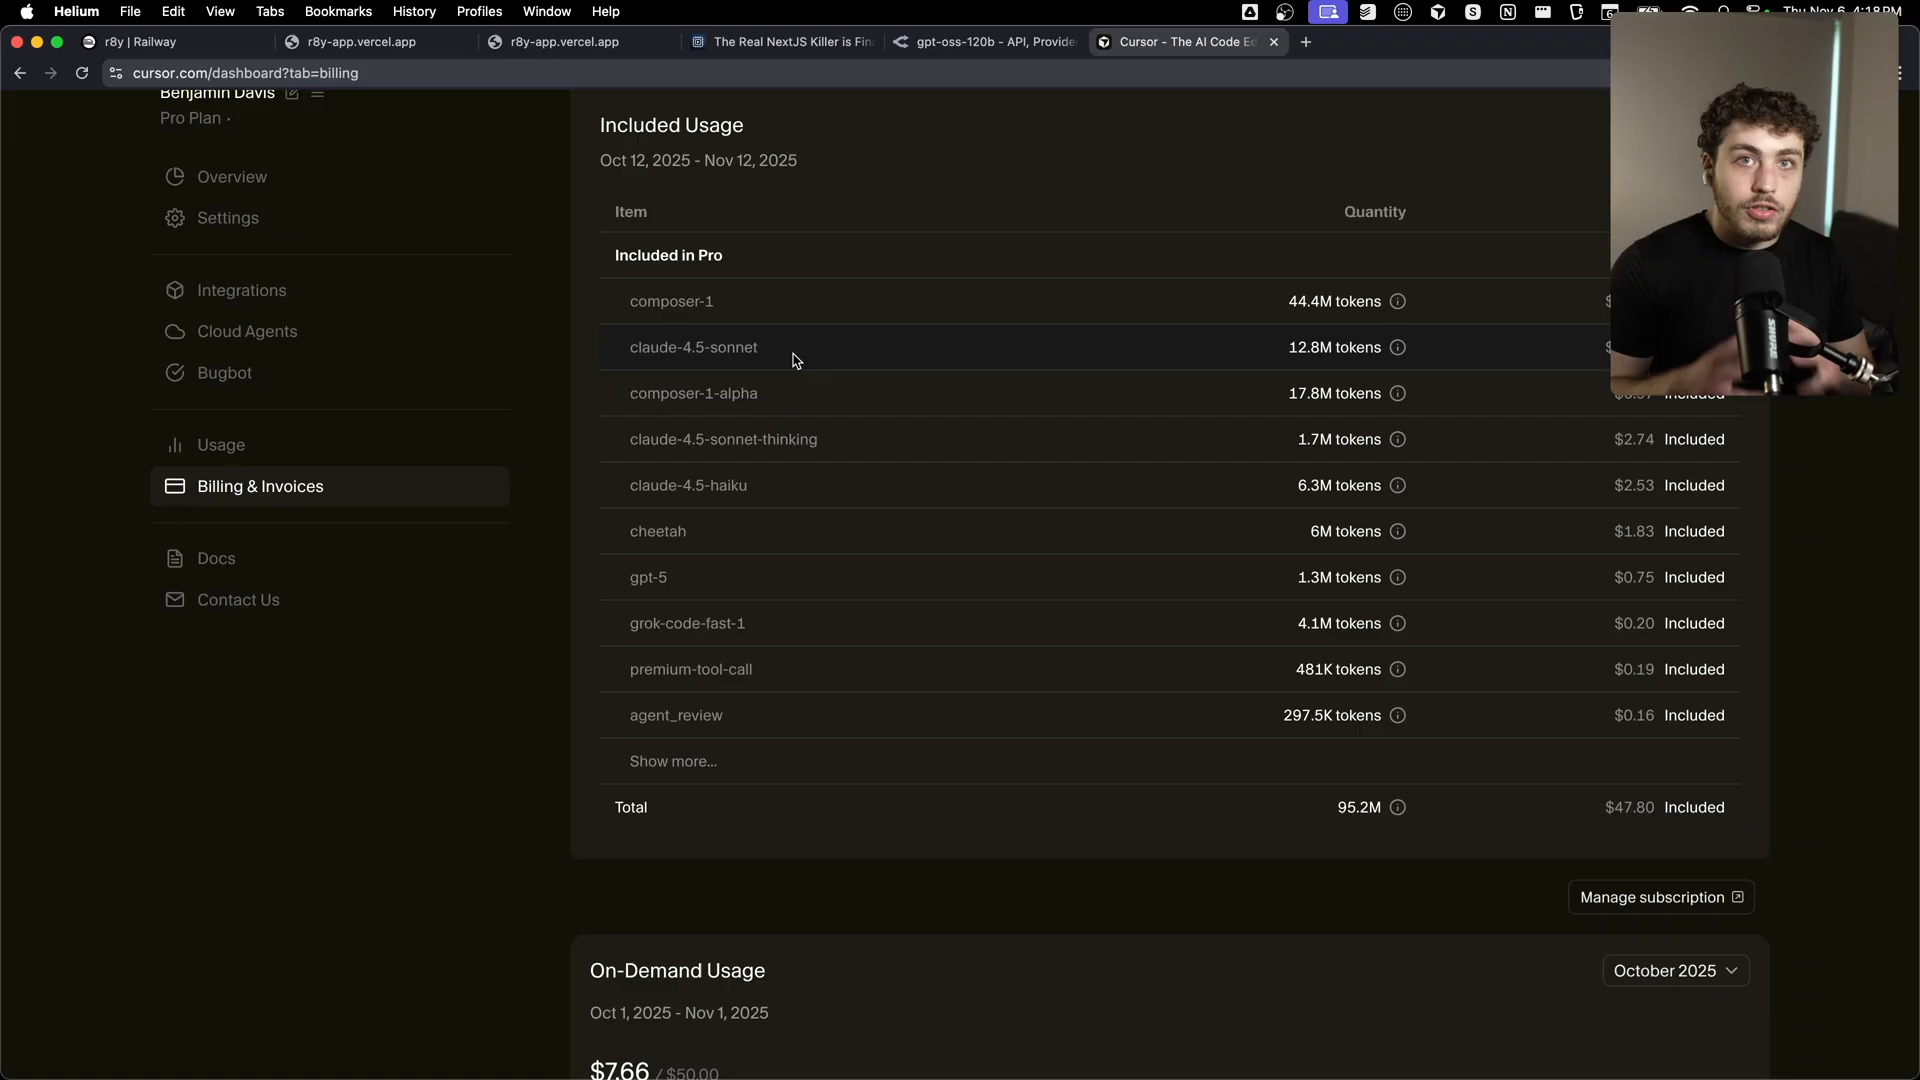 Helium File Edit View Tabs Bookmarks History Profiles Window Help
r8y | Railway
r8y-app.vercel.app
r8y-app.vercel.app
The Real NextJS Killer is Fin
gpt-oss-120b - API, Provide
Cursor - The AI Code Ed
cursor.com/dashboard?tab=billing
Benjamin Davis
Pro Plan ·
Overview
Settings
Integrations
Cloud Agents
Bugbot
Usage
Billing & Invoices
Docs
Contact Us
Included Usage
Oct 12, 2025 - Nov 12, 2025
Item Quantity
Included in Pro
composer-1 44.4M tokens $
claude-4.5-sonnet 12.8M tokens $
composer-1-alpha 17.8M tokens Included
claude-4.5-sonnet-thinking 1.7M tokens $2.74 Included
claude-4.5-haiku 6.3M tokens $2.53 Included
cheetah 6M tokens $1.83 Included
gpt-5 1.3M tokens $0.75 Included
grok-code-fast-1 4.1M tokens $0.20 Included
premium-tool-call 481K tokens $0.19 Included
agent_review 297.5K tokens $0.16 Included
Show more...
Total 95.2M $47.80 Included
Manage subscription
On-Demand Usage
October 2025
Oct 1, 2025 - Nov 1, 2025
$7.66 / $50.00
SHURE